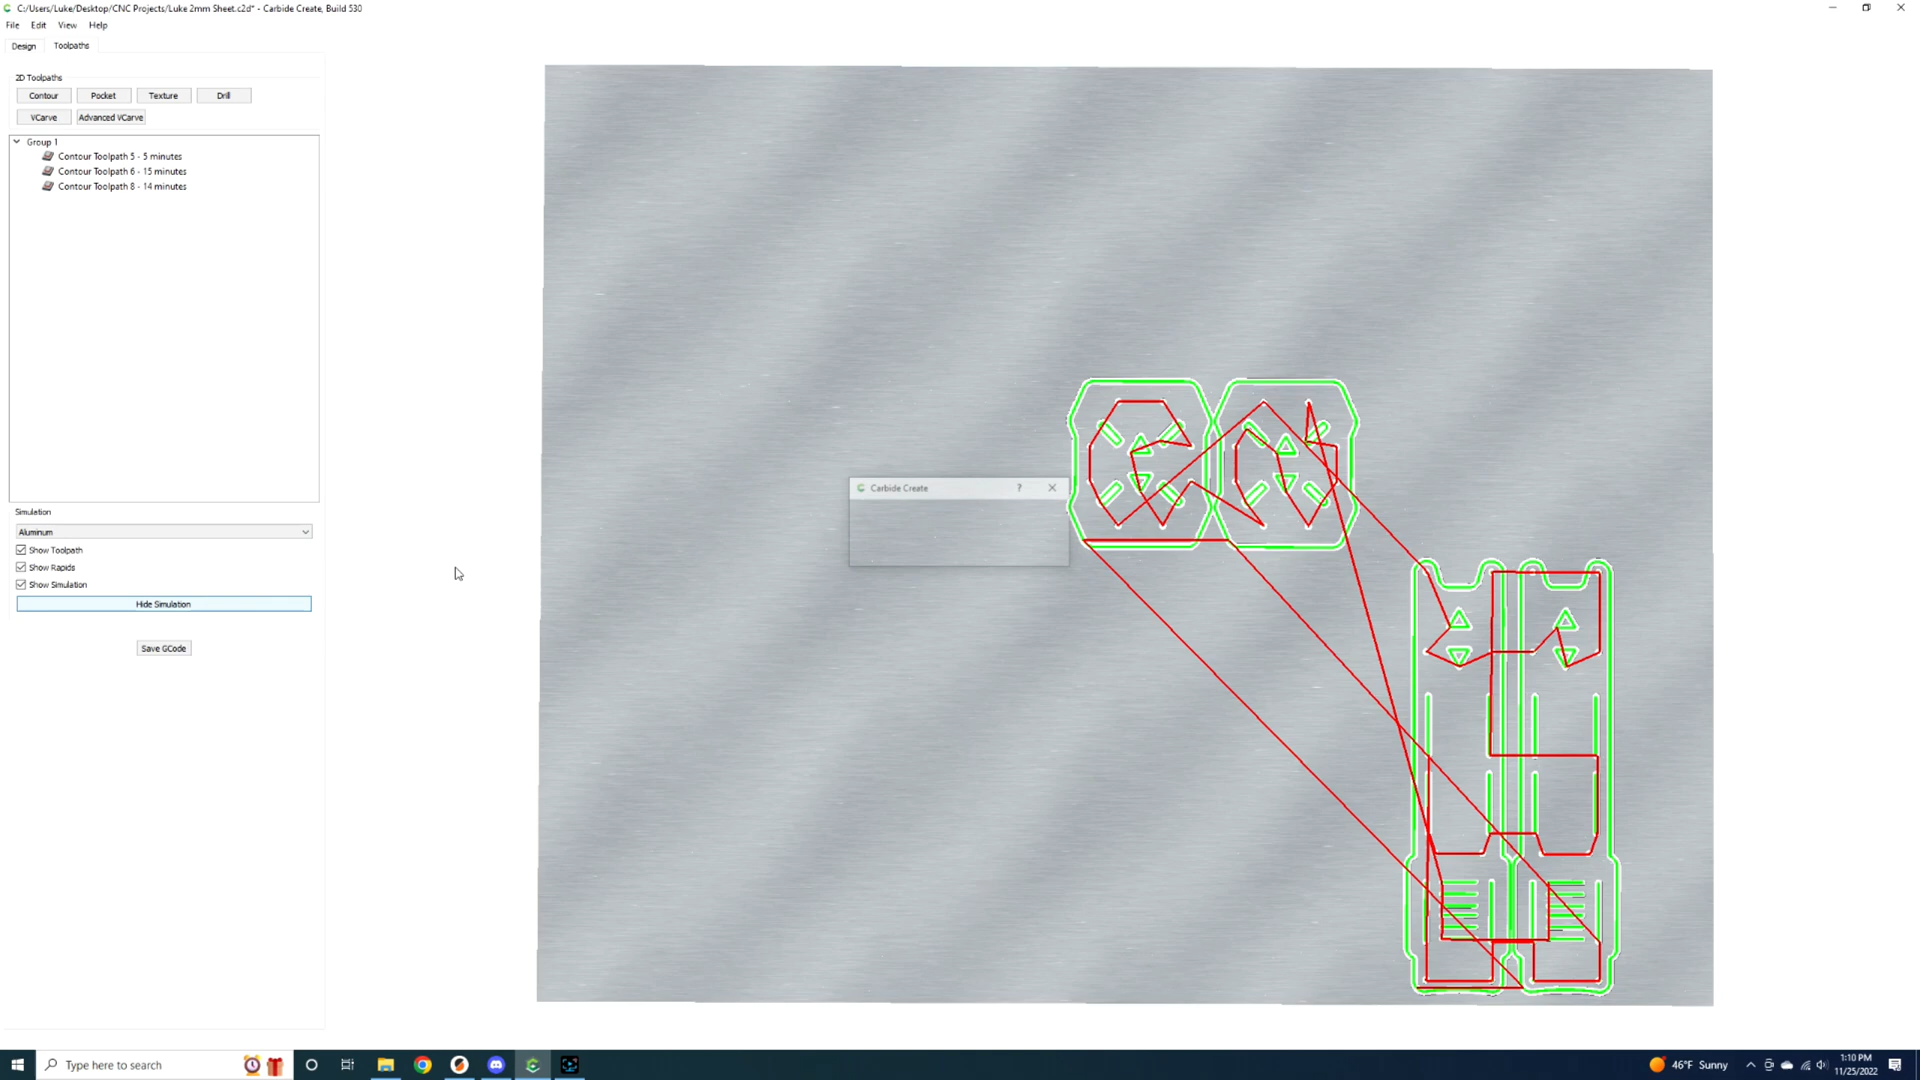 C:/Users/Luke/Desktop/CNC Projects/Luke 2mm Sheet.c2d* - Carbide Create, Build 530
File Edit View Help
Design Toolpaths
2D Toolpaths
Contour Pocket Texture Drill
VCarve Advanced VCarve
Group 1
Contour Toolpath 5 - 5 minutes
Contour Toolpath 6 - 15 minutes
Contour Toolpath 8 - 14 minutes
Carbide Create ?
Simulation
Aluminum
Show Toolpath
Show Rapids
Show Simulation
Hide Simulation
Save GCode
Type here to search
46°F Sunny
1:10 PM
11/25/2022